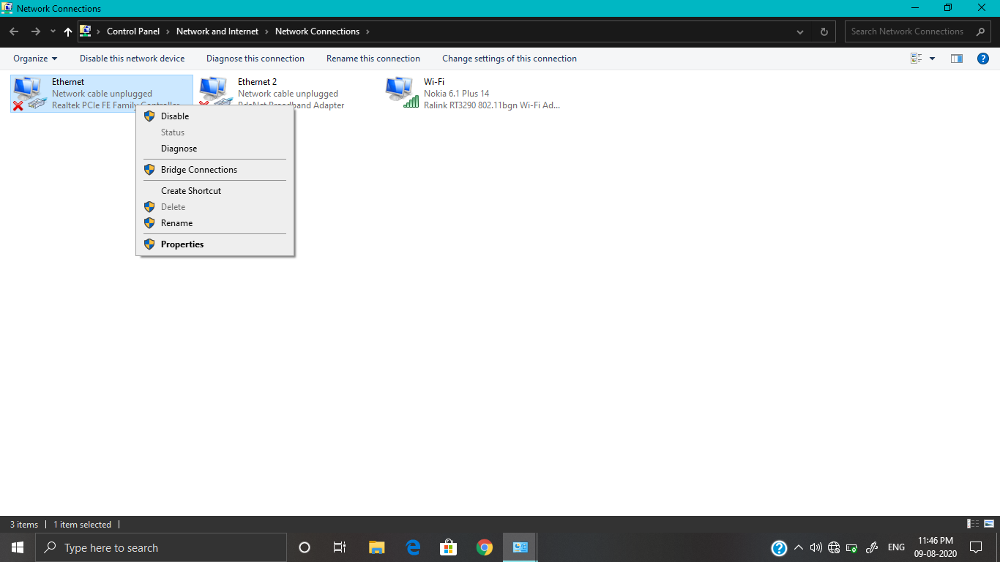 Network Connections
Control Panel > Network and Internet > Network Connections >
Search Network Connections
Organize Disable this network device Diagnose this connection Rename this connection Change settings of this connection
Ethernet
Network cable unplugged
Realtek PCIe FE Family Controller
Ethernet 2
Network cable unplugged
PdaNet Broadband Adapter
Wi-Fi
Nokia 6.1 Plus 14
Ralink RT3290 802.11bgn Wi-Fi Ad...
Disable
Status
Diagnose
Bridge Connections
Create Shortcut
Delete
Rename
Properties
3 items 1 item selected
Type here to search
ENG
11:46 PM
09-08-2020